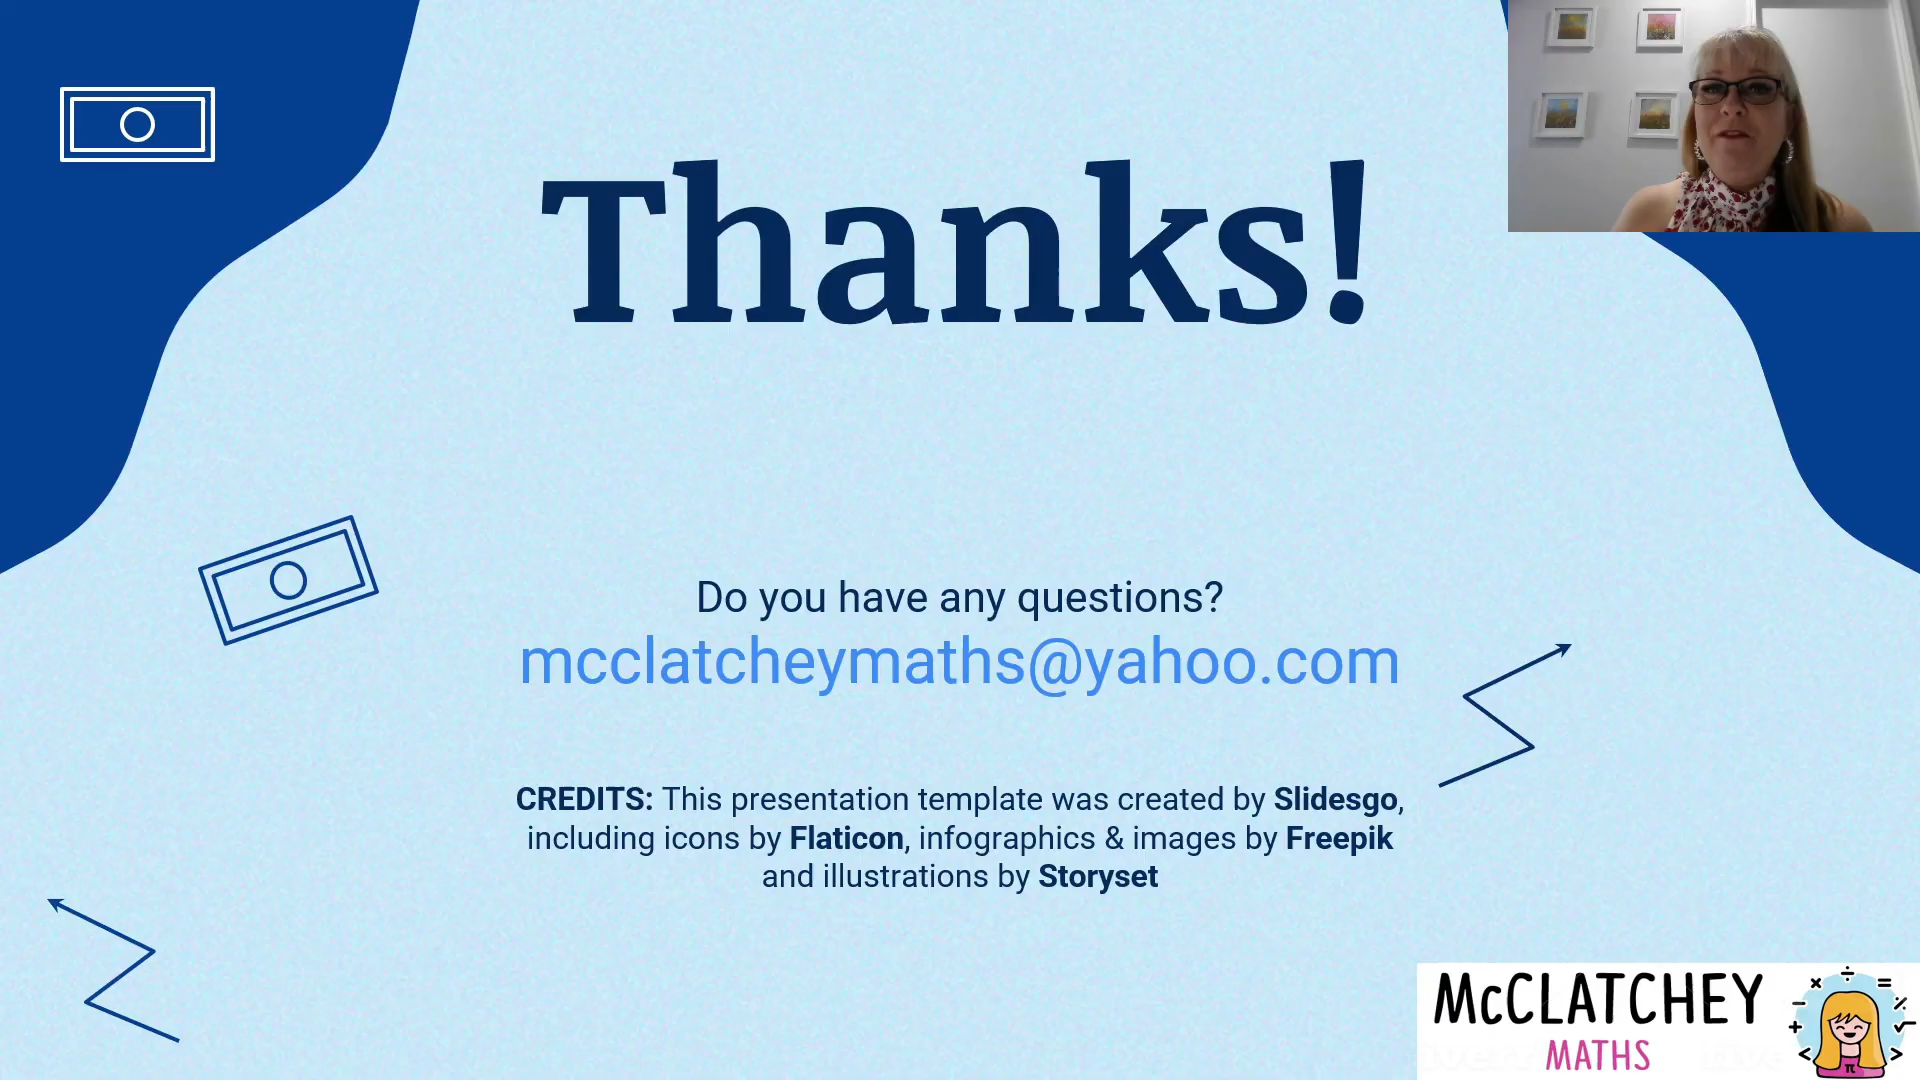 Thanks!
Do you have any questions?
mcclatcheymaths@yahoo.com
CREDITS: This presentation template was created by Slidesgo,
including icons by Flaticon, infographics & images by Freepik
and illustrations by Storyset
McCLATCHEY
MATHS
π